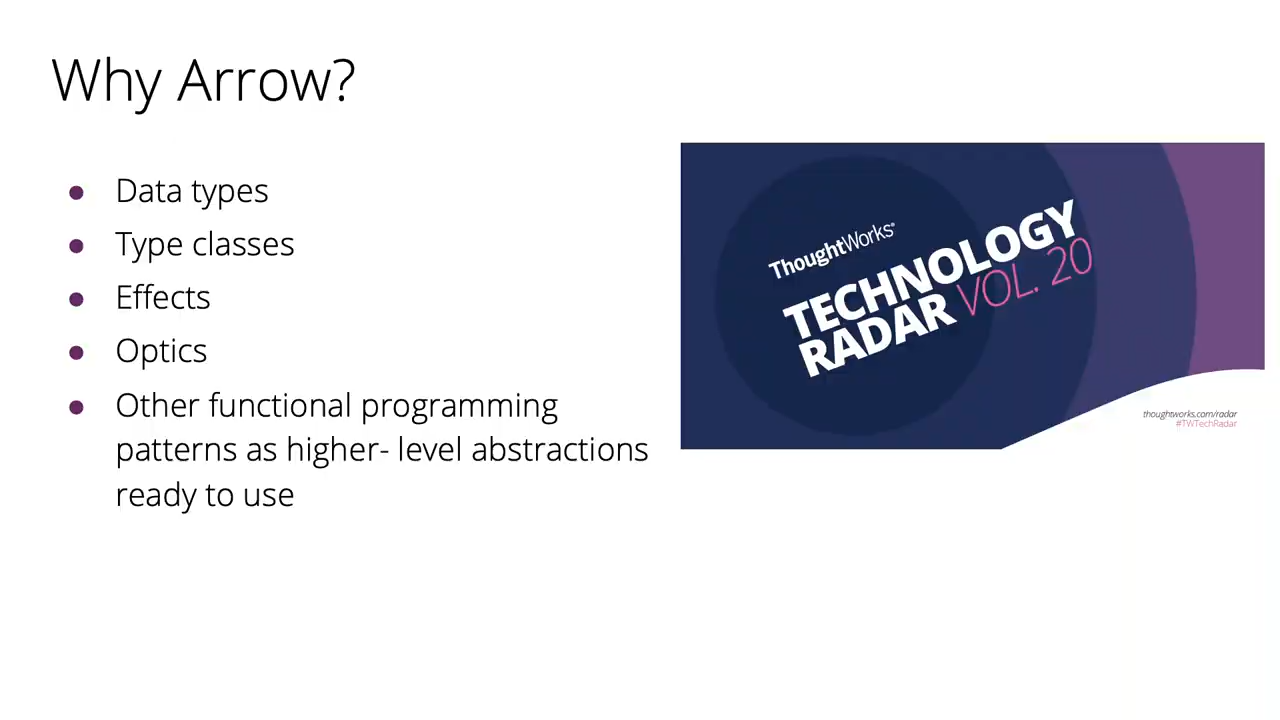 Why Arrow?
● Data types
● Type classes
● Effects
● Optics
● Other functional programming
patterns as higher- level abstractions
ready to use
ThoughtWorks®
TECHNOLOGY
RADAR VOL. 20
thoughtworks.com/radar
#TWTechRadar